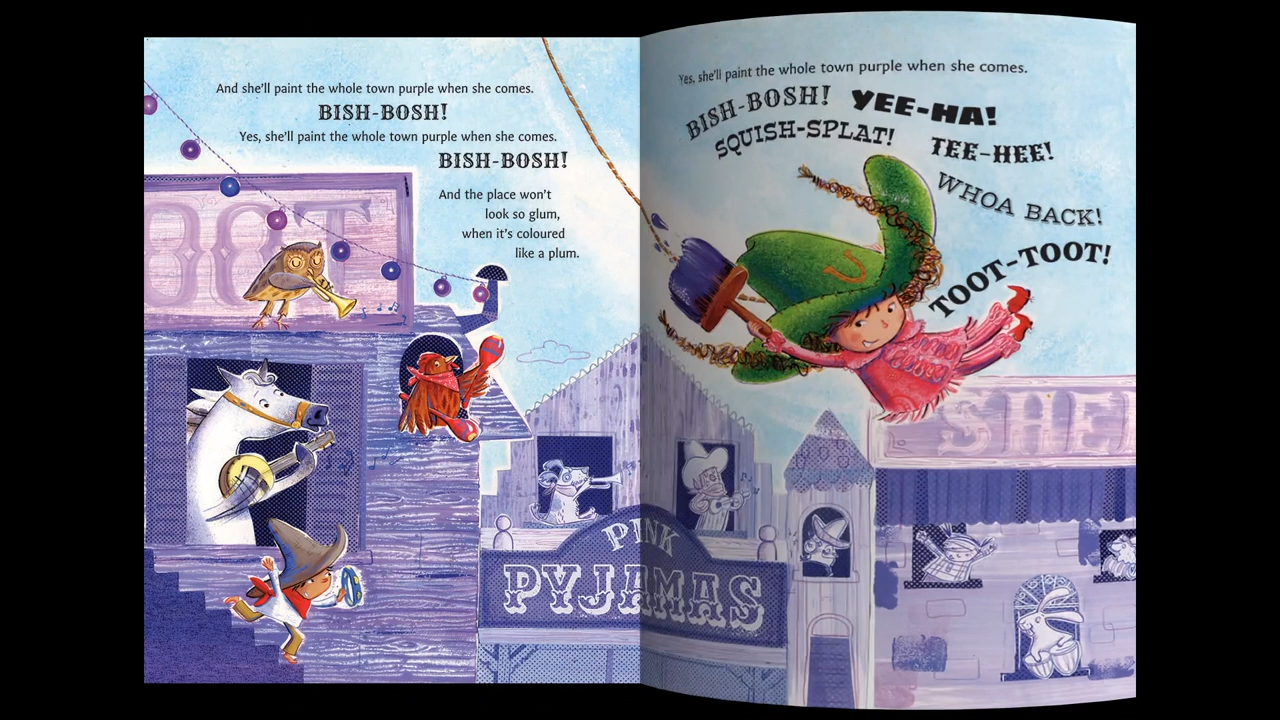 And she'll paint the whole town purple when she comes.
BISH-BOSH!
Yes, she'll paint the whole town purple when she comes.
BISH-BOSH!
And the place won't
look so glum,
when it's coloured
like a plum.
OOT
PINK
PYJAMAS
Yes, she'll paint the whole town purple when she comes.
BISH-BOSH! YEE-HA!
SQUISH-SPLAT! TEE-HEE!
WHOA BACK!
TOOT-TOOT!
U
SHE